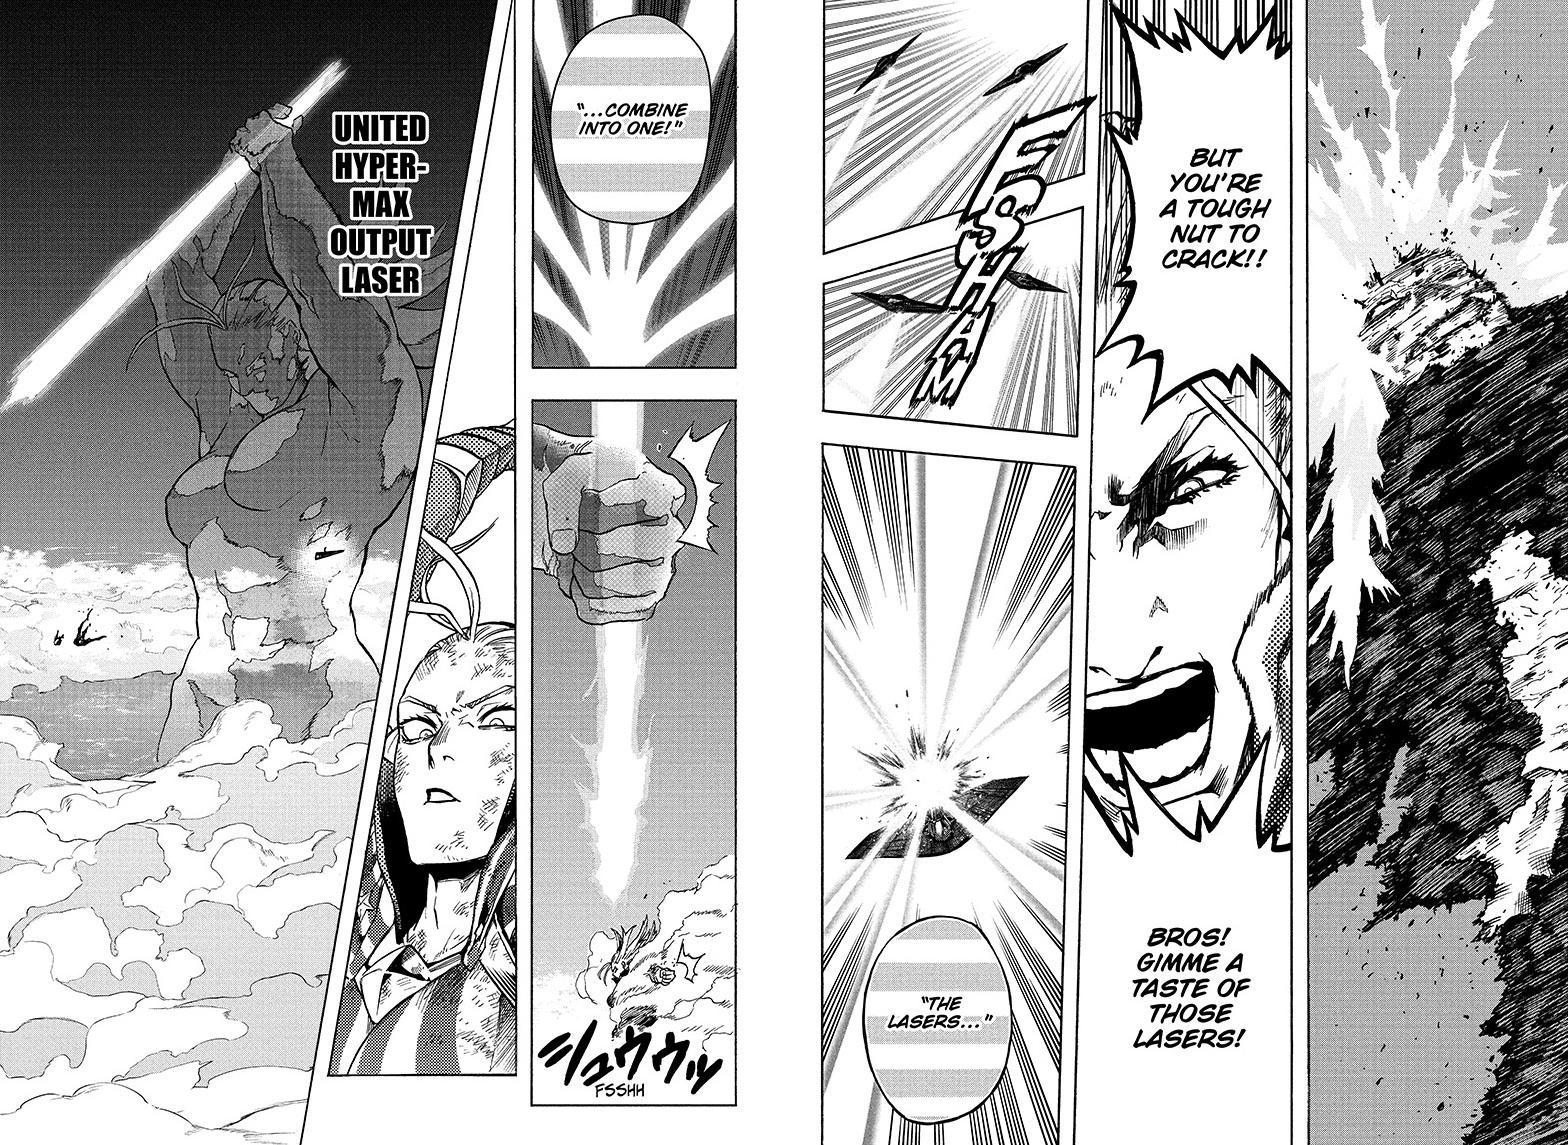 BUT
YOU'RE
A TOUGH
NUT TO
CRACK!!
BROS!
GIMME A
TASTE OF
THOSE
LASERS!
FSHAM
"THE
LASERS..."
"...COMBINE
INTO ONE!"
シュウウッ
FSSHH
UNITED
HYPER-
MAX
OUTPUT
LASER